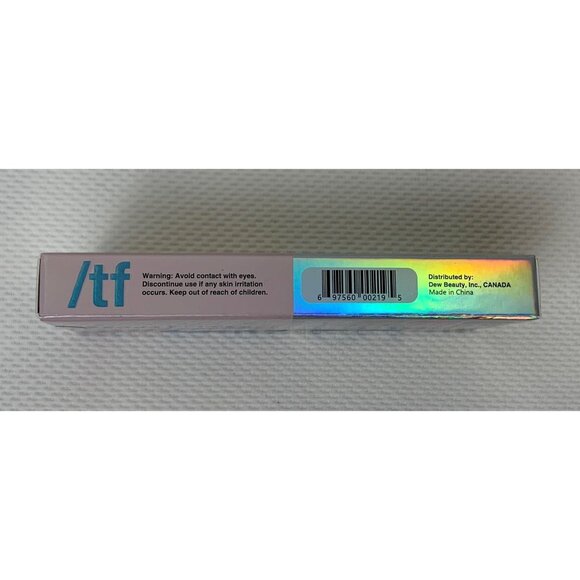 /tf
Warning: Avoid contact with eyes.
Discontinue use if any skin irritation
occurs. Keep out of reach of children.
6 97560 00219 5
Distributed by:
Dew Beauty, Inc., CANADA
Made in China